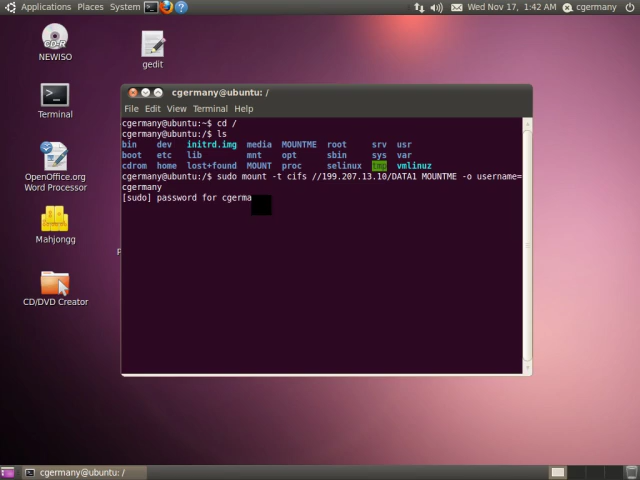 Applications Places System Wed Nov 17, 1:42 AM cgermany
CD-R
NEWISO
gedit
Terminal
OpenOffice.org
Word Processor
Mahjongg
CD/DVD Creator
cgermany@ubuntu: /
File Edit View Terminal Help
cgermany@ubuntu:~$ cd /
cgermany@ubuntu:/$ ls
bin dev initrd.img media MOUNTME root srv usr
boot etc lib mnt opt sbin sys var
cdrom home lost+found MOUNT proc selinux tmp vmlinuz
cgermany@ubuntu:/$ sudo mount -t cifs //199.207.13.10/DATA1 MOUNTME -o username=
cgermany
[sudo] password for cgerma
cgermany@ubuntu: /